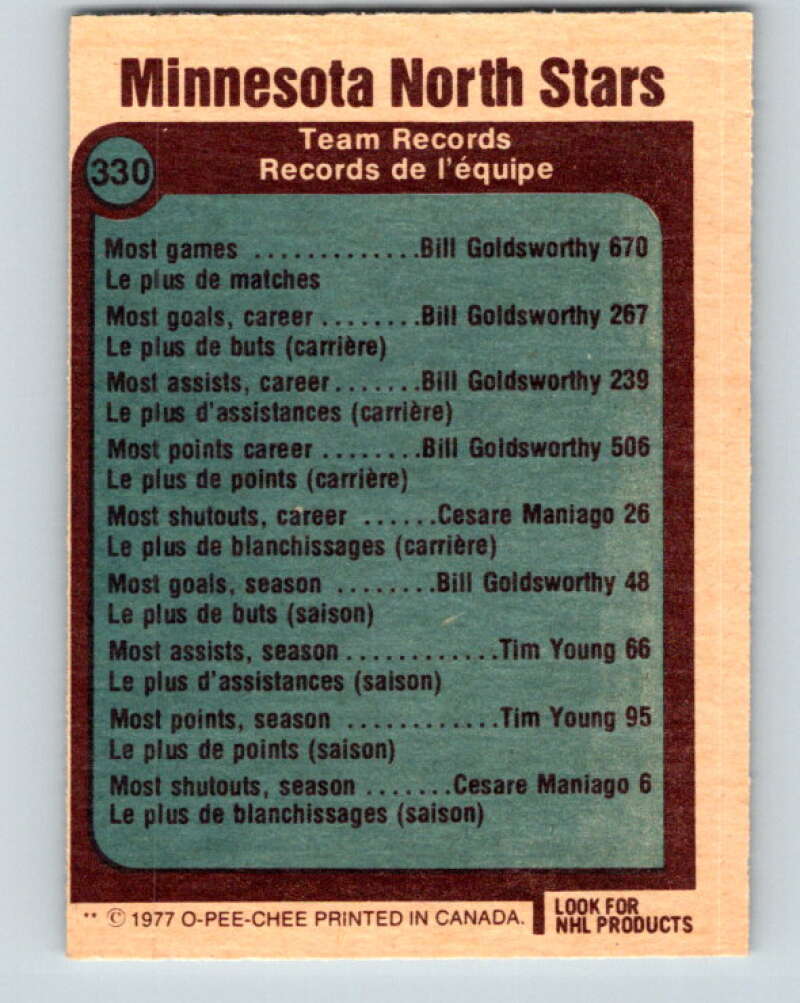 Minnesota North Stars
Team Records
330
Records de l'équipe
Most games .............Bill Goldsworthy 670
Le plus de matches
Most goals, career........Bill Goldsworthy 267
Le plus de buts (carrière)
Most assists, career.......Bill Goldsworthy 239
Le plus d'assistances (carrière)
Most points career ........Bill Goldsworthy 506
Le plus de points (carrière)
Most shutouts, career ......Cesare Maniago 26
Le plus de blanchissages (carrière)
Most goals, season ........Bill Goldsworthy 48
Le plus de buts (saison)
Most assists, season............Tim Young 66
Le plus d'assistances (saison)
Most points, season ............Tim Young 95
Le plus de points (saison)
Most shutouts, season .......Cesare Maniago 6
Le plus de blanchissages (saison)
** © 1977 O-PEE-CHEE PRINTED IN CANADA.
LOOK FOR
NHL PRODUCTS